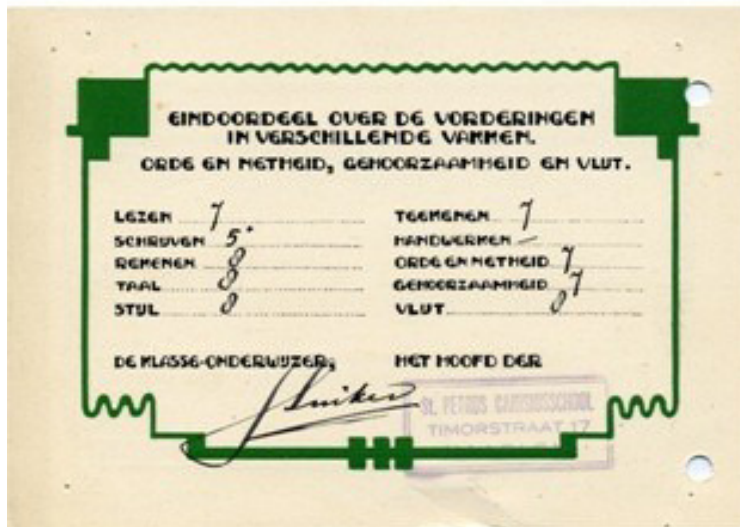 EINDOORDEEL OVER DE VORDERINGEN
IN VERSCHILLENDE VAKKEN.
ORDE EN NETHEID, GEHOORZAAMHEID EN VLIJT.
LEZEN 7
SCHRIJVEN 5+
REKENEN 8
TAAL 8
STIJL 8
TEEKENEN 7
HANDWERKEN —
ORDE EN NETHEID 7
GEHOORZAAMHEID 7
VLIJT 8
DE KLASSE-ONDERWIJZER,
HET HOOFD DER
ST. PETRUS CANISIUSSCHOOL
TIMORSTRAAT 17